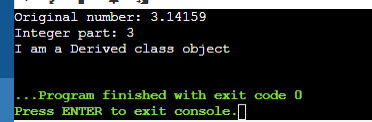 Original number: 3.14159
Integer part: 3
I am a Derived class object
...Program finished with exit code 0
Press ENTER to exit console.